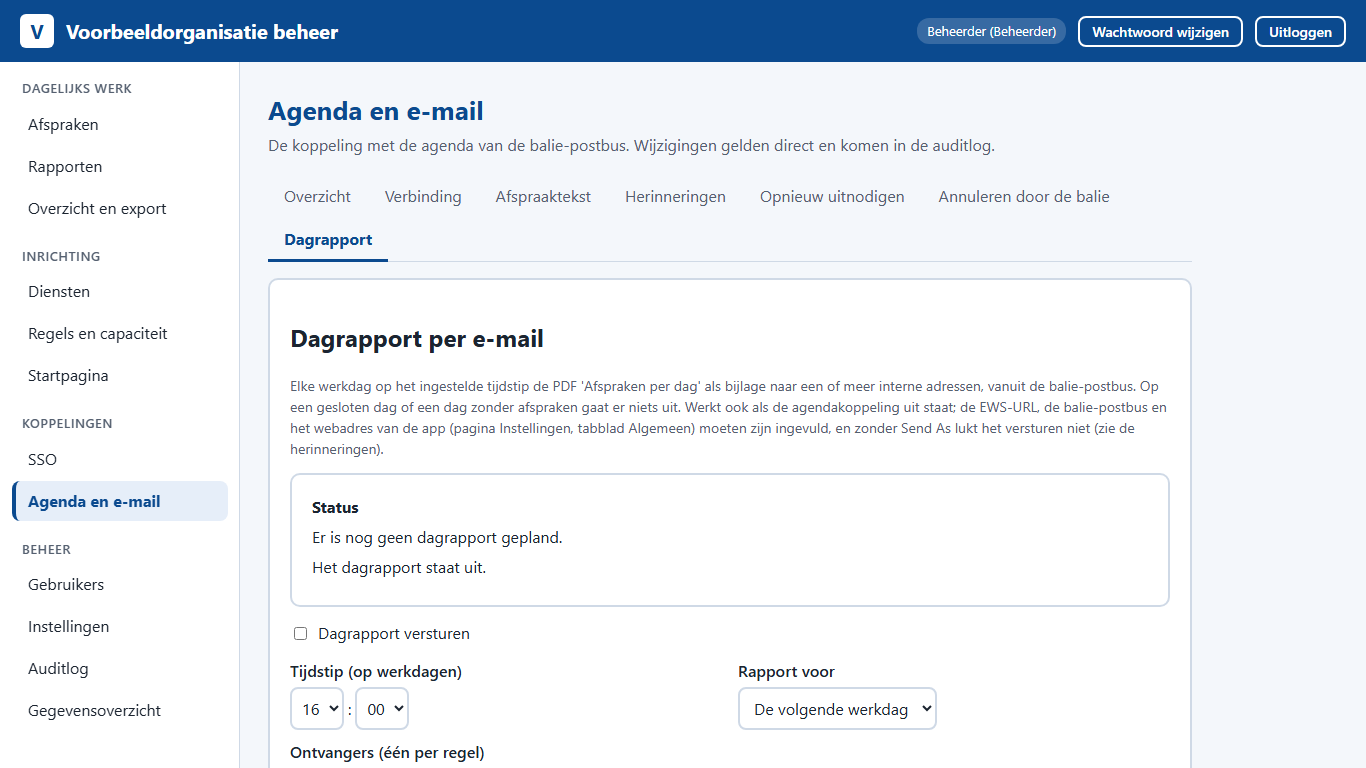 V
Voorbeeldorganisatie beheer
Beheerder (Beheerder)
Wachtwoord wijzigen
Uitloggen
DAGELIJKS WERK
Afspraken
Rapporten
Overzicht en export
INRICHTING
Diensten
Regels en capaciteit
Startpagina
KOPPELINGEN
SSO
Agenda en e-mail
BEHEER
Gebruikers
Instellingen
Auditlog
Gegevensoverzicht
Agenda en e-mail
De koppeling met de agenda van de balie-postbus. Wijzigingen gelden direct en komen in de auditlog.
Overzicht
Verbinding
Afspraaktekst
Herinneringen
Opnieuw uitnodigen
Annuleren door de balie
Dagrapport
Dagrapport per e-mail
Elke werkdag op het ingestelde tijdstip de PDF 'Afspraken per dag' als bijlage naar een of meer interne adressen, vanuit de balie-postbus. Op
een gesloten dag of een dag zonder afspraken gaat er niets uit. Werkt ook als de agendakoppeling uit staat; de EWS-URL, de balie-postbus en
het webadres van de app (pagina Instellingen, tabblad Algemeen) moeten zijn ingevuld, en zonder Send As lukt het versturen niet (zie de
herinneringen).
Status
Er is nog geen dagrapport gepland.
Het dagrapport staat uit.
Dagrapport versturen
Tijdstip (op werkdagen)
16 : 00
Rapport voor
De volgende werkdag
Ontvangers (één per regel)